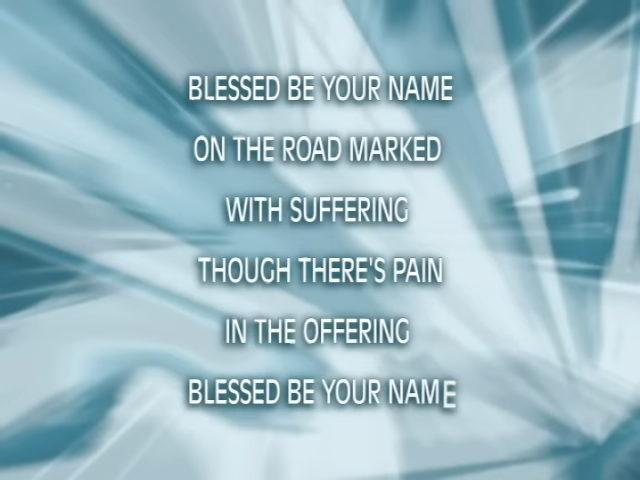 BLESSED BE YOUR NAME
ON THE ROAD MARKED
WITH SUFFERING
THOUGH THERE'S PAIN
IN THE OFFERING
BLESSED BE YOUR NAME